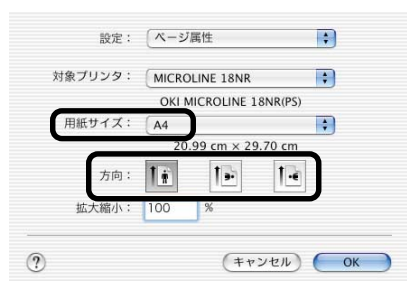 設定： ページ属性
対象プリンタ： MICROLINE 18NR
OKI MICROLINE 18NR(PS)
用紙サイズ： A4
20.99 cm × 29.70 cm
方向：
拡大縮小： 100 %
? キャンセル OK